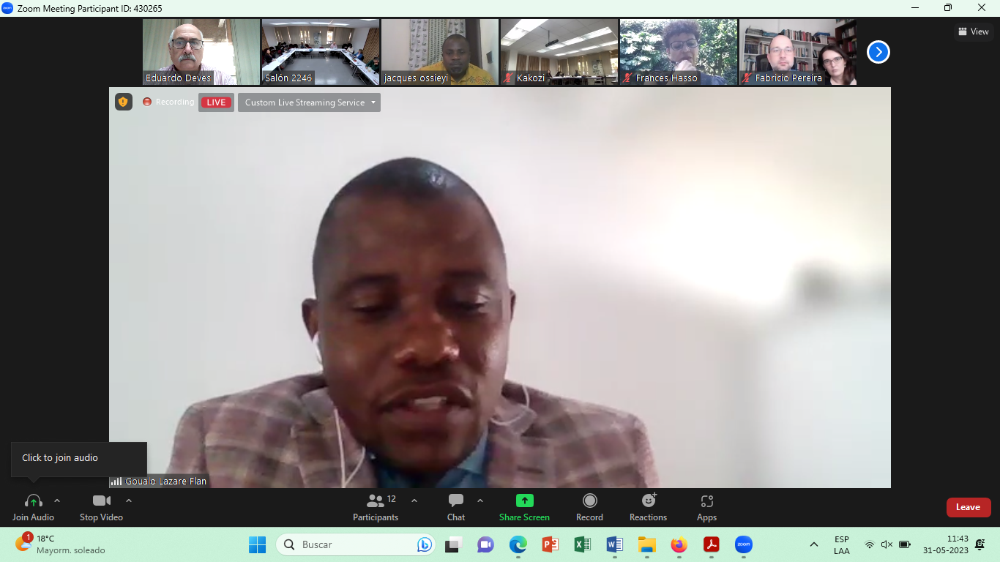 Zoom Meeting Participant ID: 430265
View
Eduardo Deves
Salón 2246
jacques ossieyi
Kakozi
Frances Hasso
Fabricio Pereira
Recording
LIVE
Custom Live Streaming Service
Click to join audio
Goualo Lazare Flan
Join Audio
Stop Video
Participants
12
Chat
Share Screen
Record
Reactions
Apps
Leave
1
18°C
Mayorm. soleado
Buscar
zoom
ESP
LAA
11:43
31-05-2023